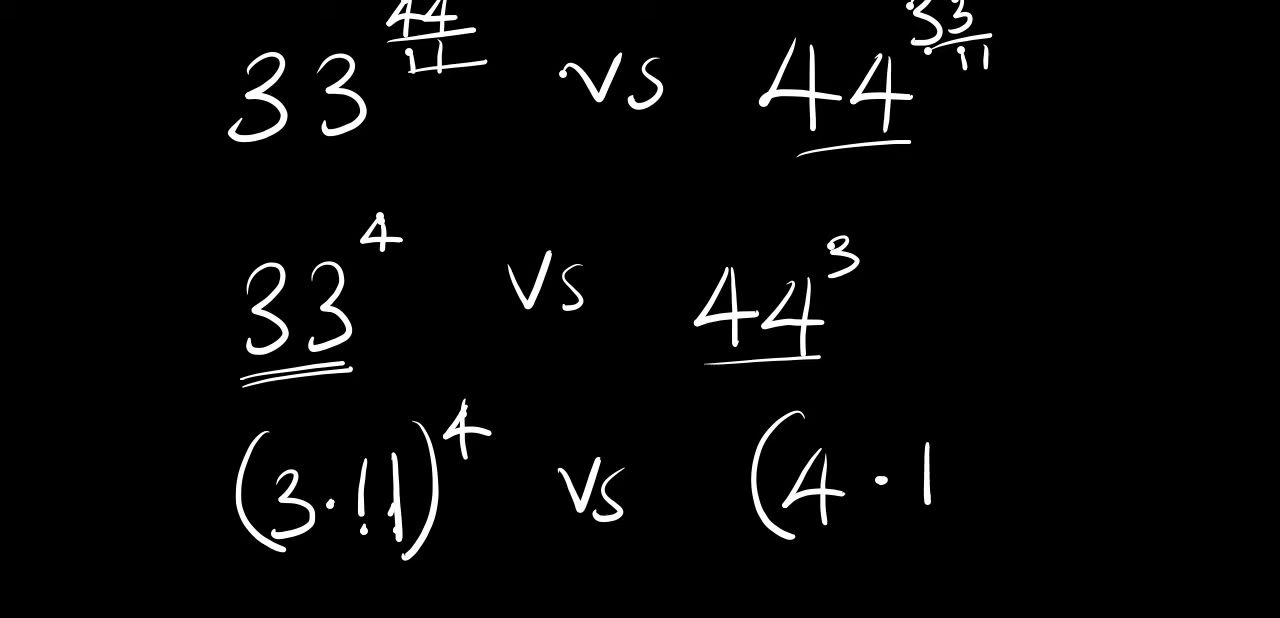 33^(44/11) vs 44^(33/11)
33^4 vs 44^3
(3·11)^4 vs (4·1